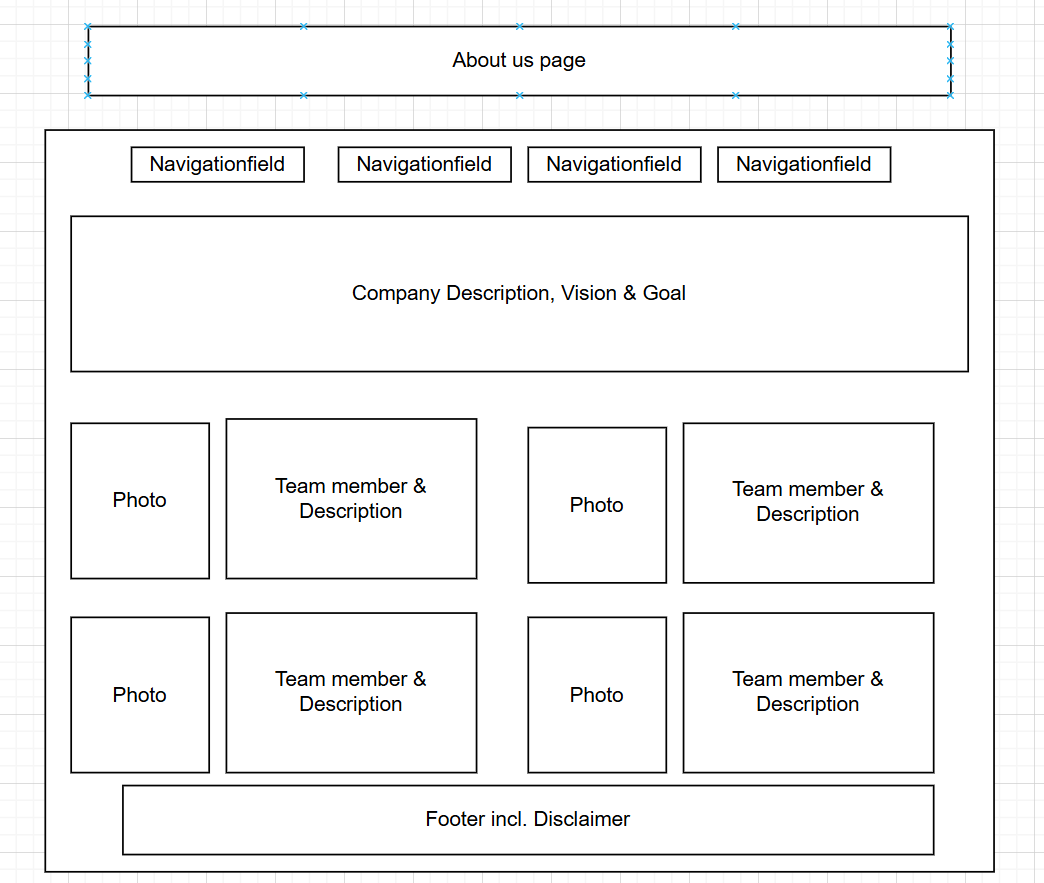 About us page
Navigationfield
Navigationfield
Navigationfield
Navigationfield
Company Description, Vision & Goal
Photo
Team member &
Description
Photo
Team member &
Description
Photo
Team member &
Description
Photo
Team member &
Description
Footer incl. Disclaimer